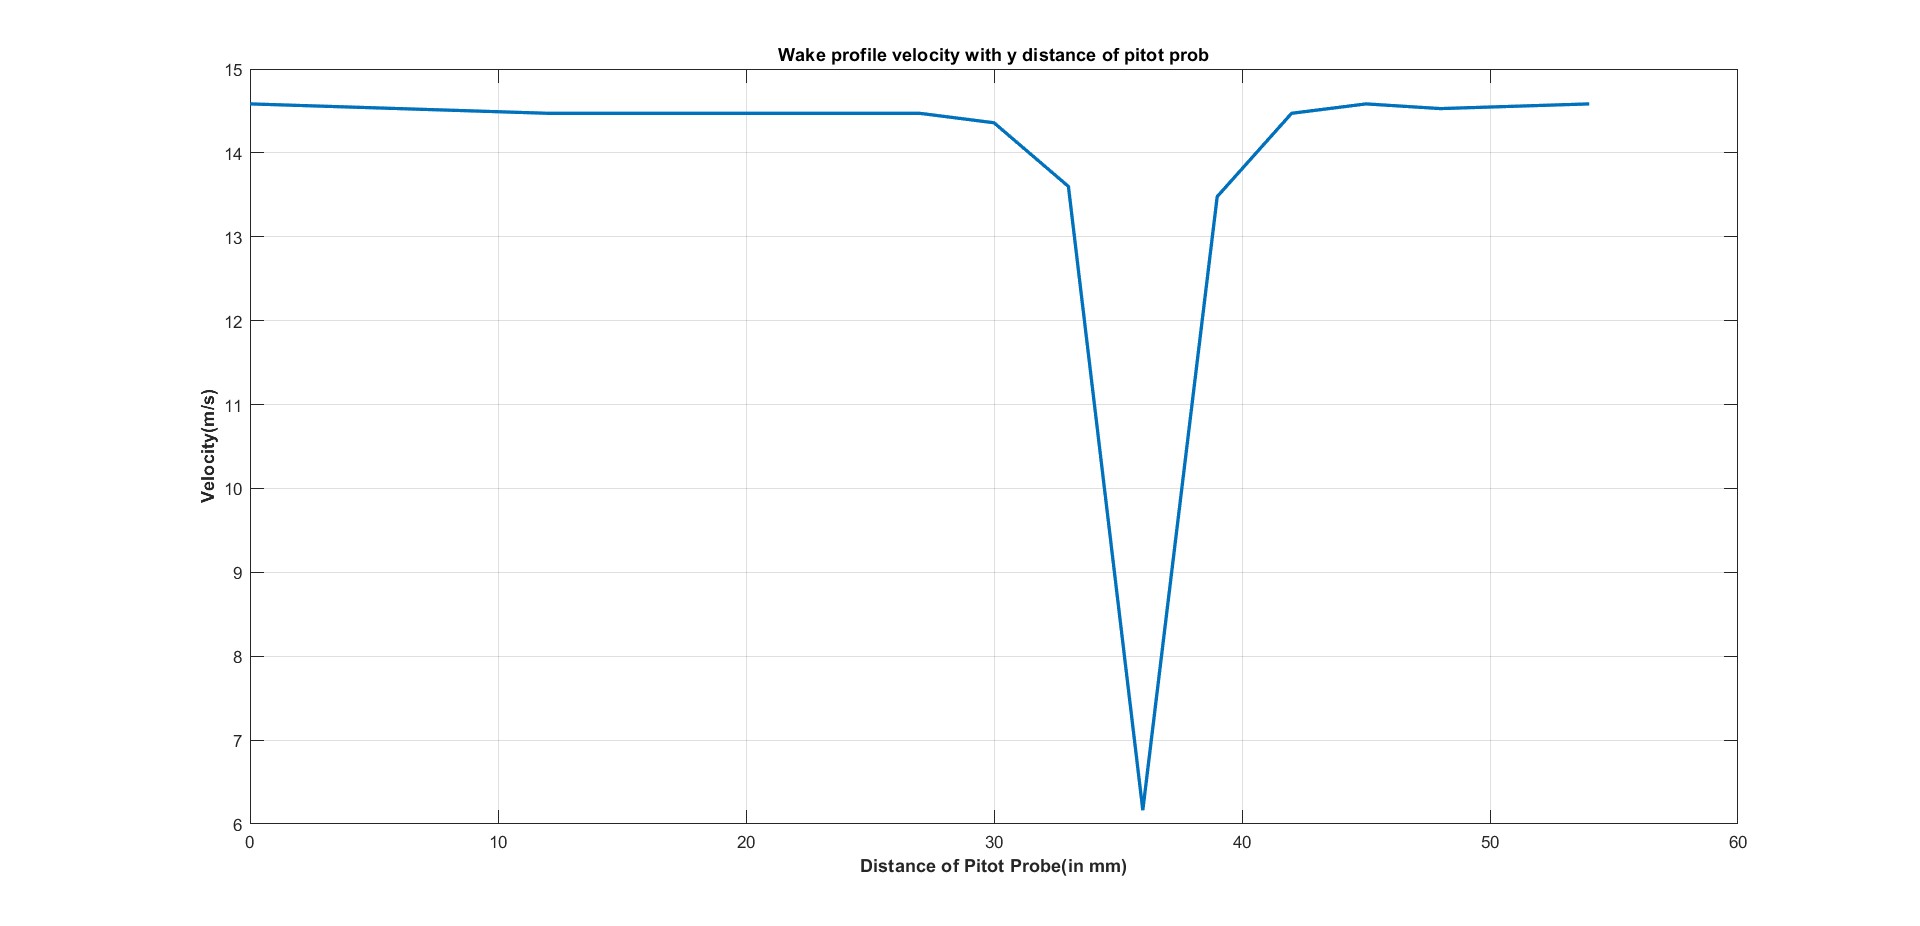 Wake profile velocity with y distance of pitot prob
15
14
13
12
11
10
9
8
7
6
Velocity(m/s)
0 10 20 30 40 50 60
Distance of Pitot Probe(in mm)